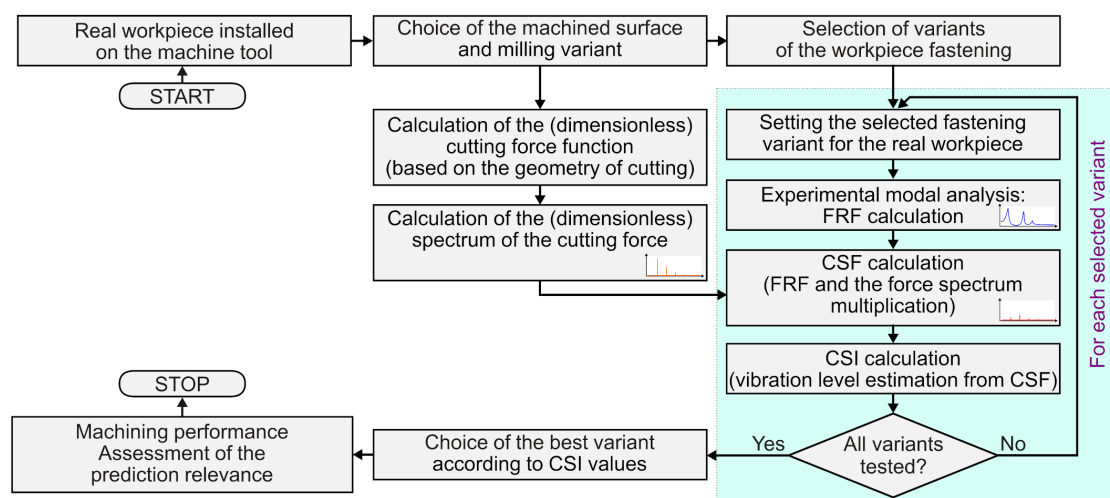 Real workpiece installed
on the machine tool
START
Choice of the machined surface
and milling variant
Selection of variants
of the workpiece fastening
Calculation of the (dimensionless)
cutting force function
(based on the geometry of cutting)
Calculation of the (dimensionless)
spectrum of the cutting force
Setting the selected fastening
variant for the real workpiece
Experimental modal analysis:
FRF calculation
CSF calculation
(FRF and the force spectrum
multiplication)
CSI calculation
(vibration level estimation from CSF)
All variants
tested?
Yes
No
For each selected variant
Choice of the best variant
according to CSI values
Machining performance
Assessment of the
prediction relevance
STOP